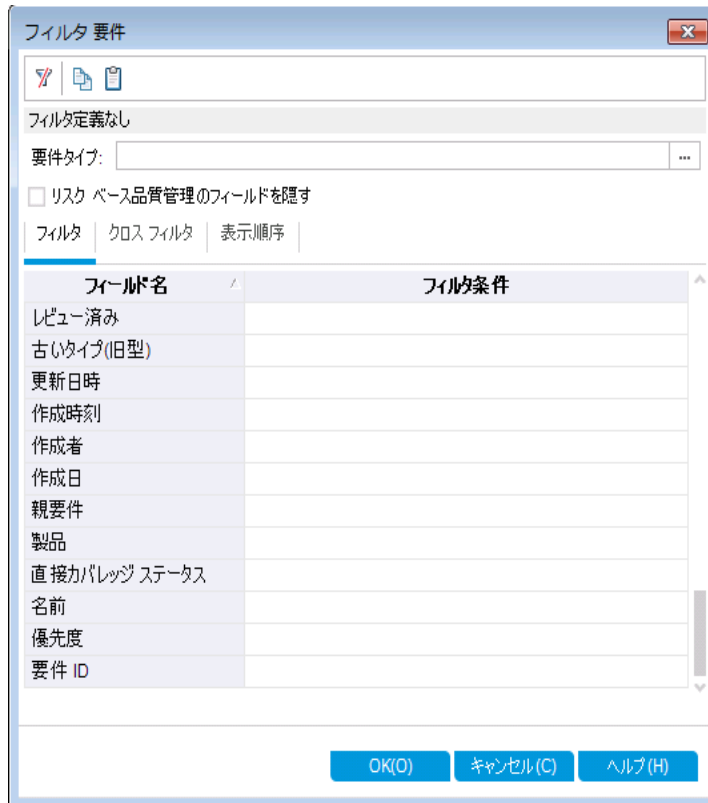 フィルタ 要件
フィルタ定義なし
要件タイプ: ...
リスク ベース品質管理のフィールドを隠す
フィルタ クロス フィルタ 表示順序
フィールド名 フィルタ条件
レビュー済み
古いタイプ(旧型)
更新日時
作成時刻
作成者
作成日
親要件
製品
直接カバレッジ ステータス
名前
優先度
要件 ID
OK(O) キャンセル(C) ヘルプ(H)